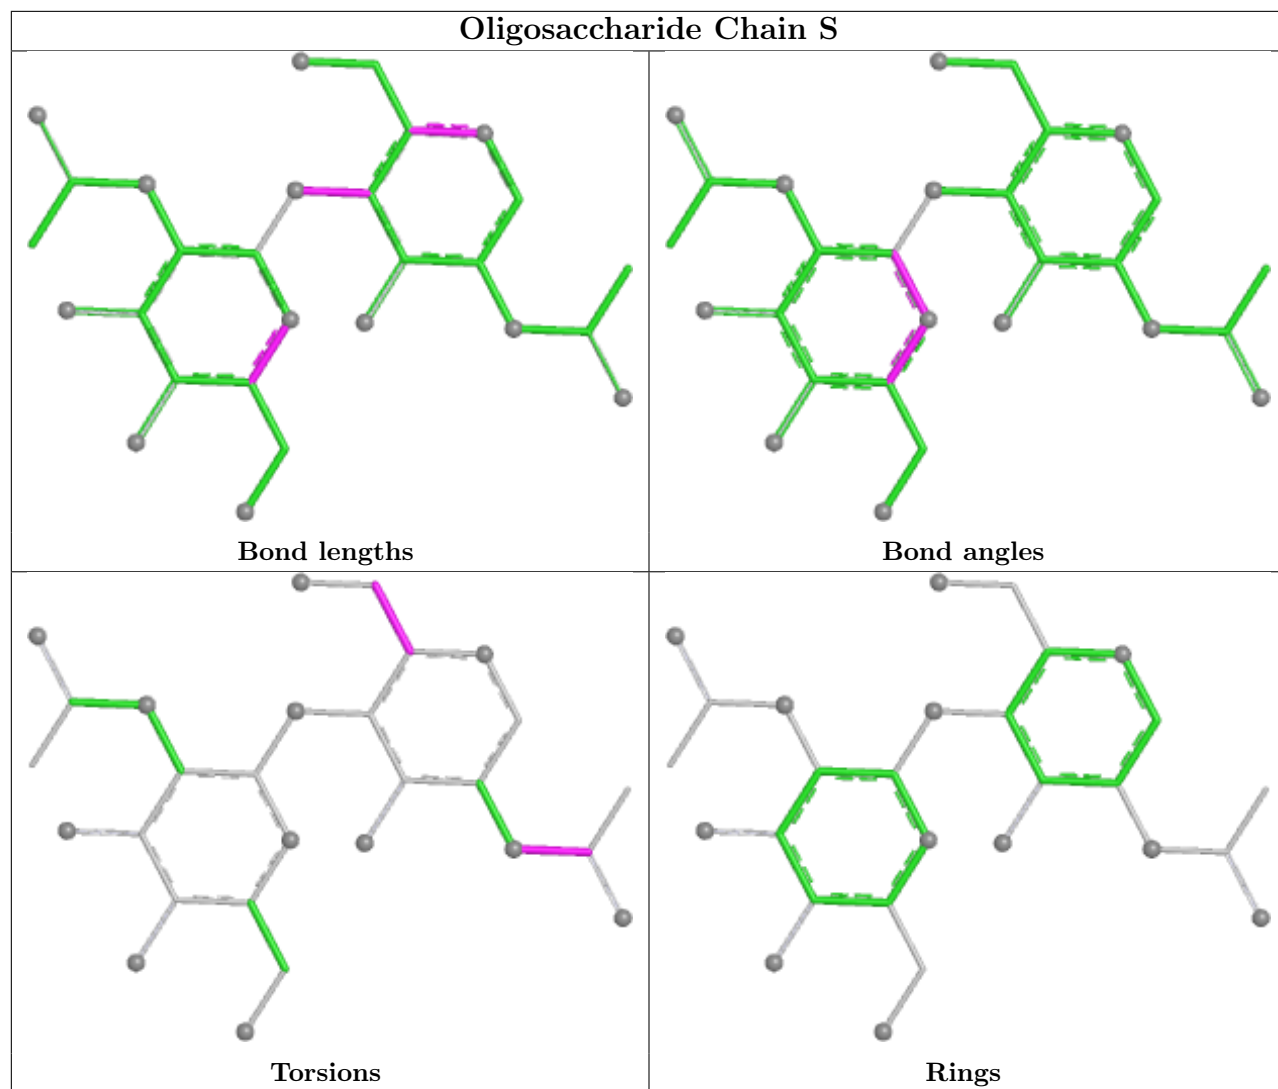 Oligosaccharide Chain S
Bond lengths
Bond angles
Torsions
Rings